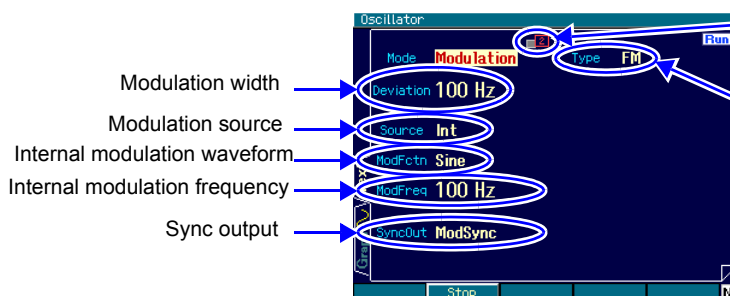 Oscillator
2
Run
Mode Modulation Type FM
Modulation width Deviation 100 Hz
Modulation source Source Int
Internal modulation waveform ModFctn Sine
Internal modulation frequency ModFreq 100 Hz
Sync output SyncOut ModSync
Stop